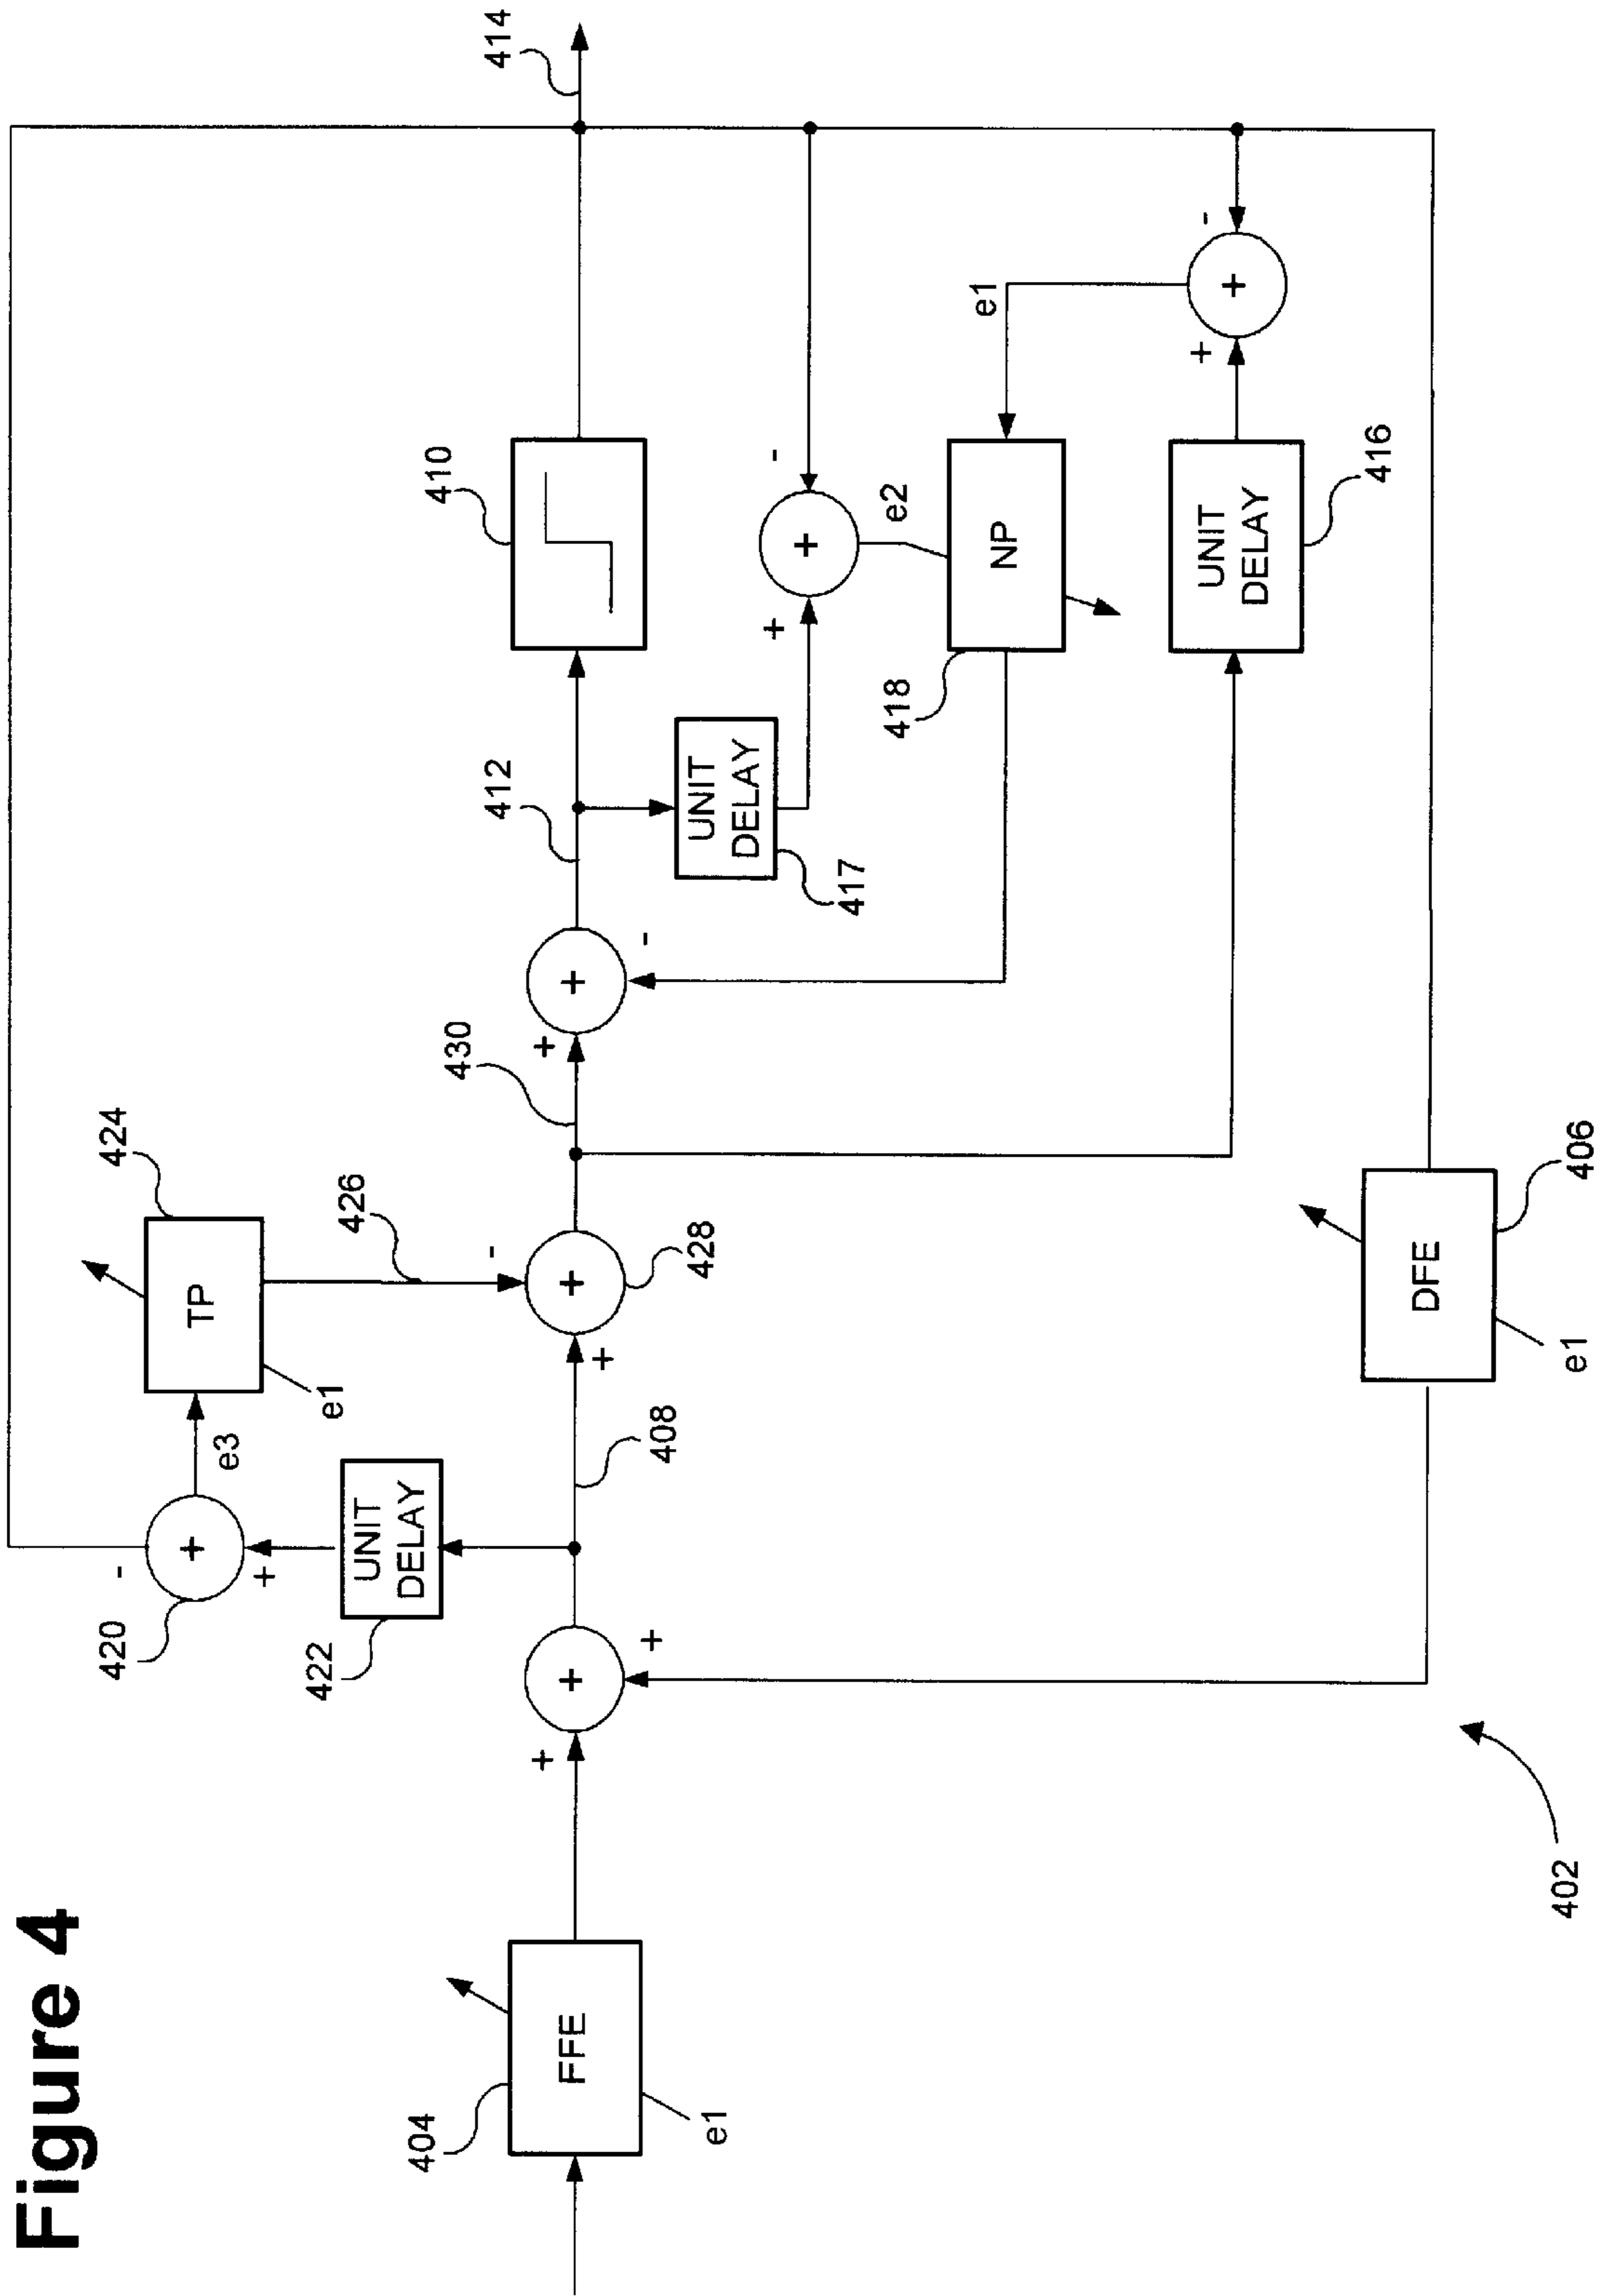 Figure 4
420
-
+
e3
TP
424
e1
422
UNIT
DELAY
426
404
FFE
e1
+
+
+
408
+
-
+
428
430
+
+
-
412
410
414
UNIT
DELAY
417
+
-
+
e2
418
NP
e1
UNIT
DELAY
416
+
-
+
402
DFE
e1
406
+